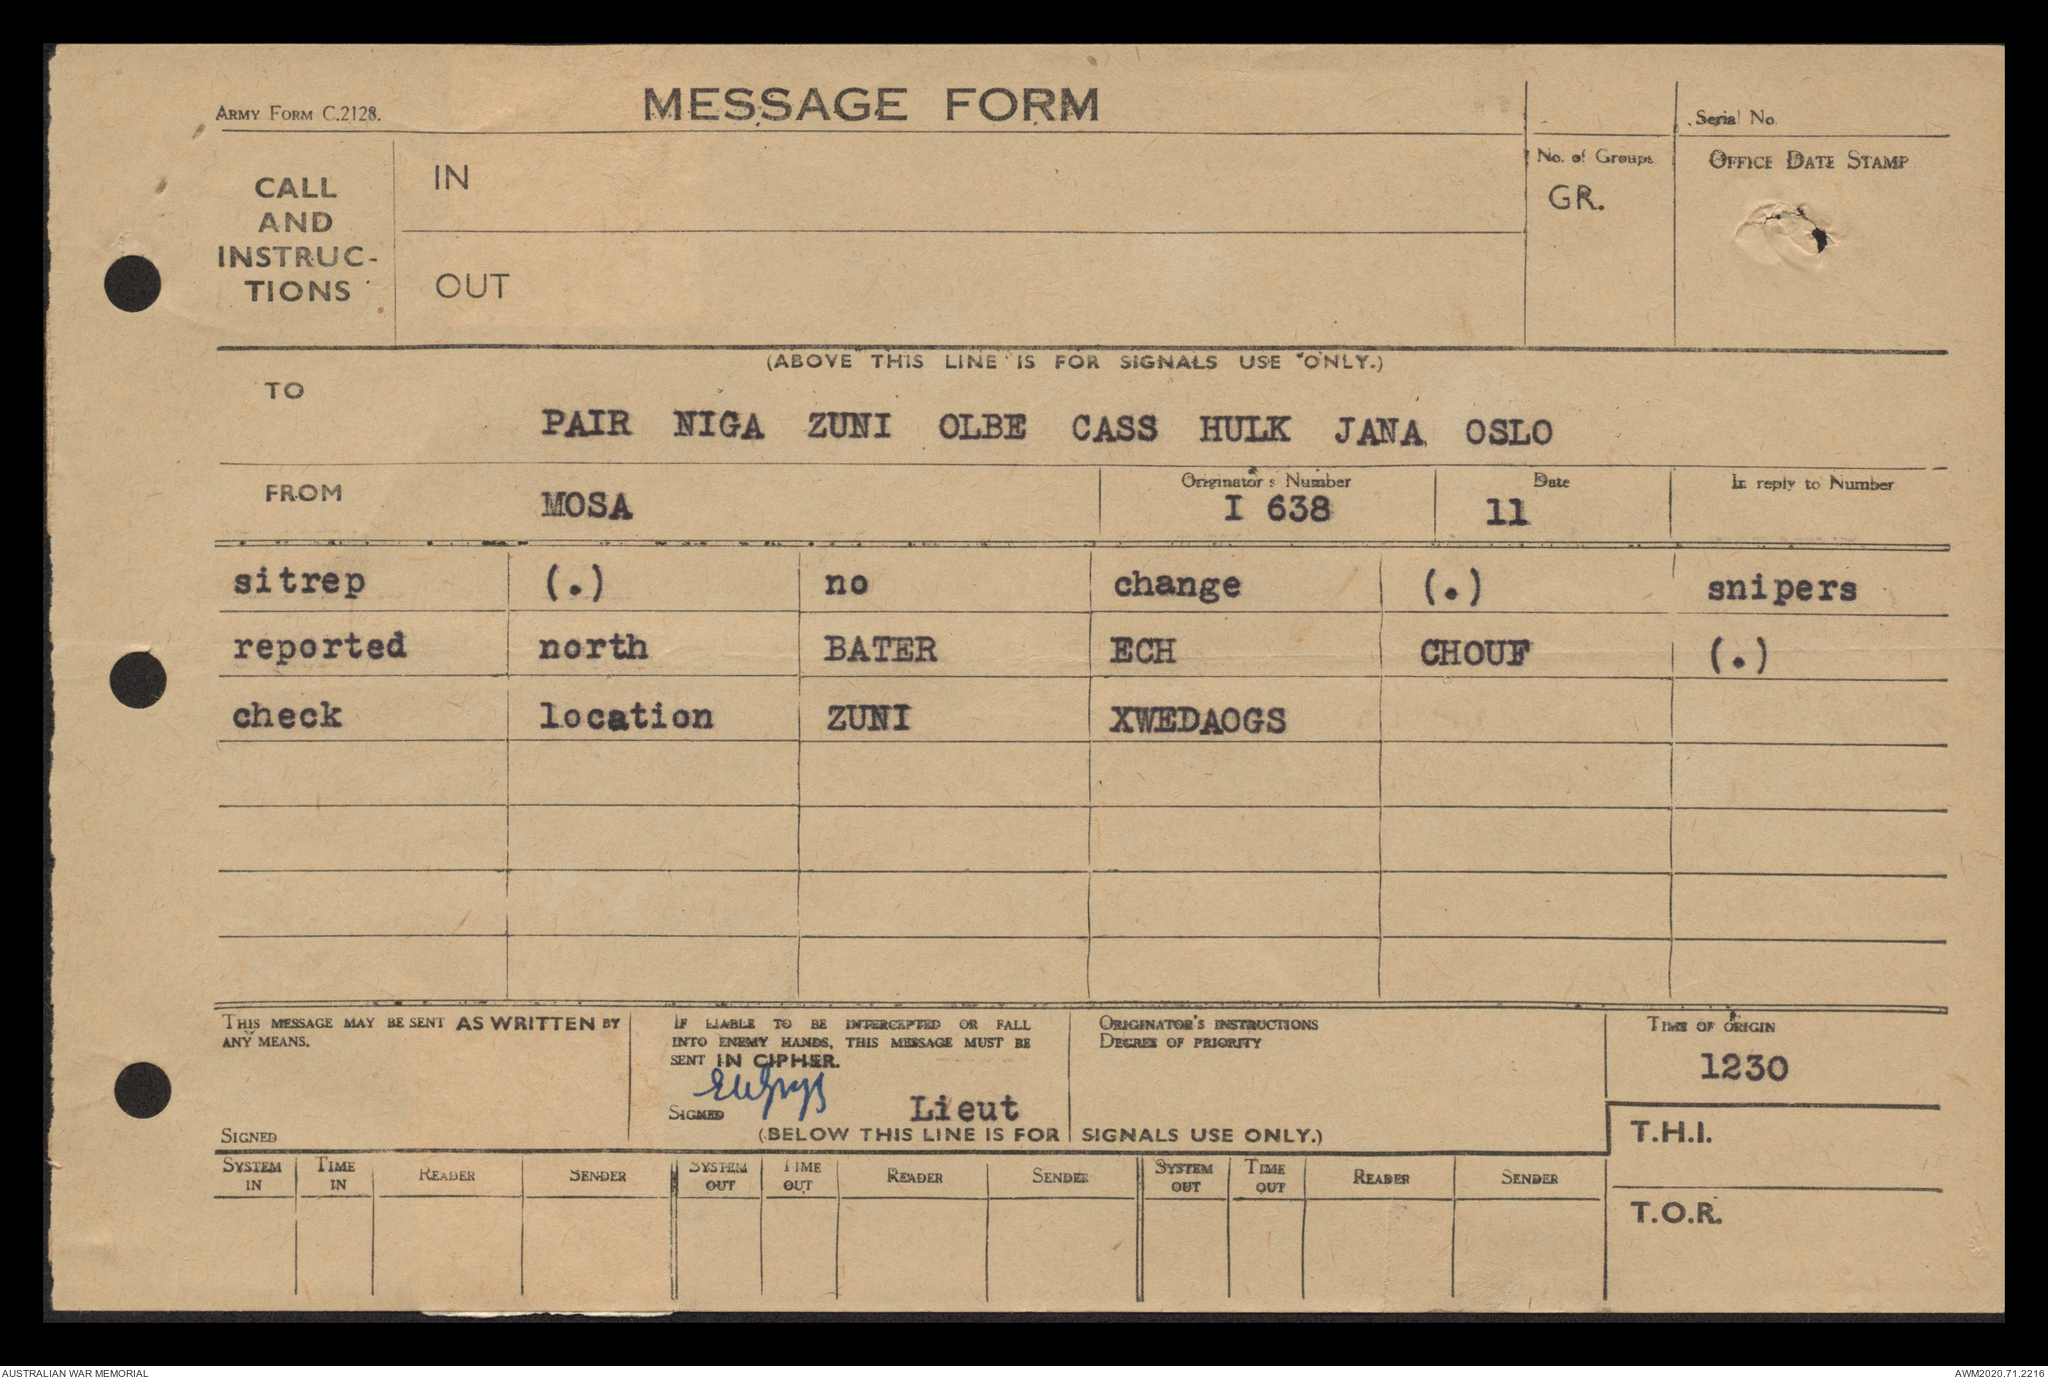 ARMY FORM C.2128.
MESSAGE FORM
Serial No.
CALL
AND
INSTRUC-
TIONS
IN
OUT
No. of Groups
GR.
OFFICE DATE STAMP
(ABOVE THIS LINE IS FOR SIGNALS USE ONLY.)
TO
PAIR NIGA ZUNI OLBE CASS HULK JANA OSLO
FROM
MOSA
Originator's Number
I 638
Date
11
In reply to Number
sitrep (.) no change (.) snipers
reported north BATER ECH CHOUF (.)
check location ZUNI XWEDAOGS
THIS MESSAGE MAY BE SENT AS WRITTEN BY
ANY MEANS.
SIGNED
IF LIABLE TO BE INTERCEPTED OR FALL
INTO ENEMY HANDS, THIS MESSAGE MUST BE
SENT IN CIPHER.
SIGNED
Lieut
ORIGINATOR'S INSTRUCTIONS
DEGREE OF PRIORITY
TIME OF ORIGIN
1230
(BELOW THIS LINE IS FOR SIGNALS USE ONLY.)
T.H.I.
SYSTEM IN TIME IN READER SENDER SYSTEM OUT TIME OUT READER SENDER SYSTEM OUT TIME OUT READER SENDER
T.O.R.
AUSTRALIAN WAR MEMORIAL
AWM2020.71.2216